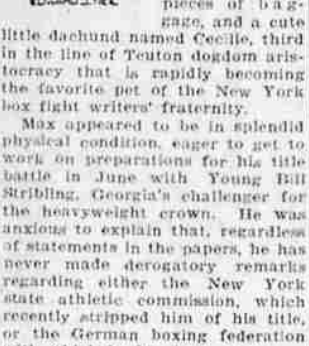 pieces of bag-
gage, and a cute
little dachund named Cecilie, third
in the line of Teuton dogdom aris-
tocracy that is rapidly becoming
the favorite pet of the New York
box fight writers' fraternity.
Max appeared to be in splendid
physical condition, eager to get to
work on preparations for his title
battle in June with Young Bill
Stribling, Georgia's challenger for
the heavyweight crown. He was
anxious to explain that, regardless
of statements in the papers, he has
never made derogatory remarks
regarding either the New York
state athletic commission, which
recently stripped him of his title,
or the German boxing federation